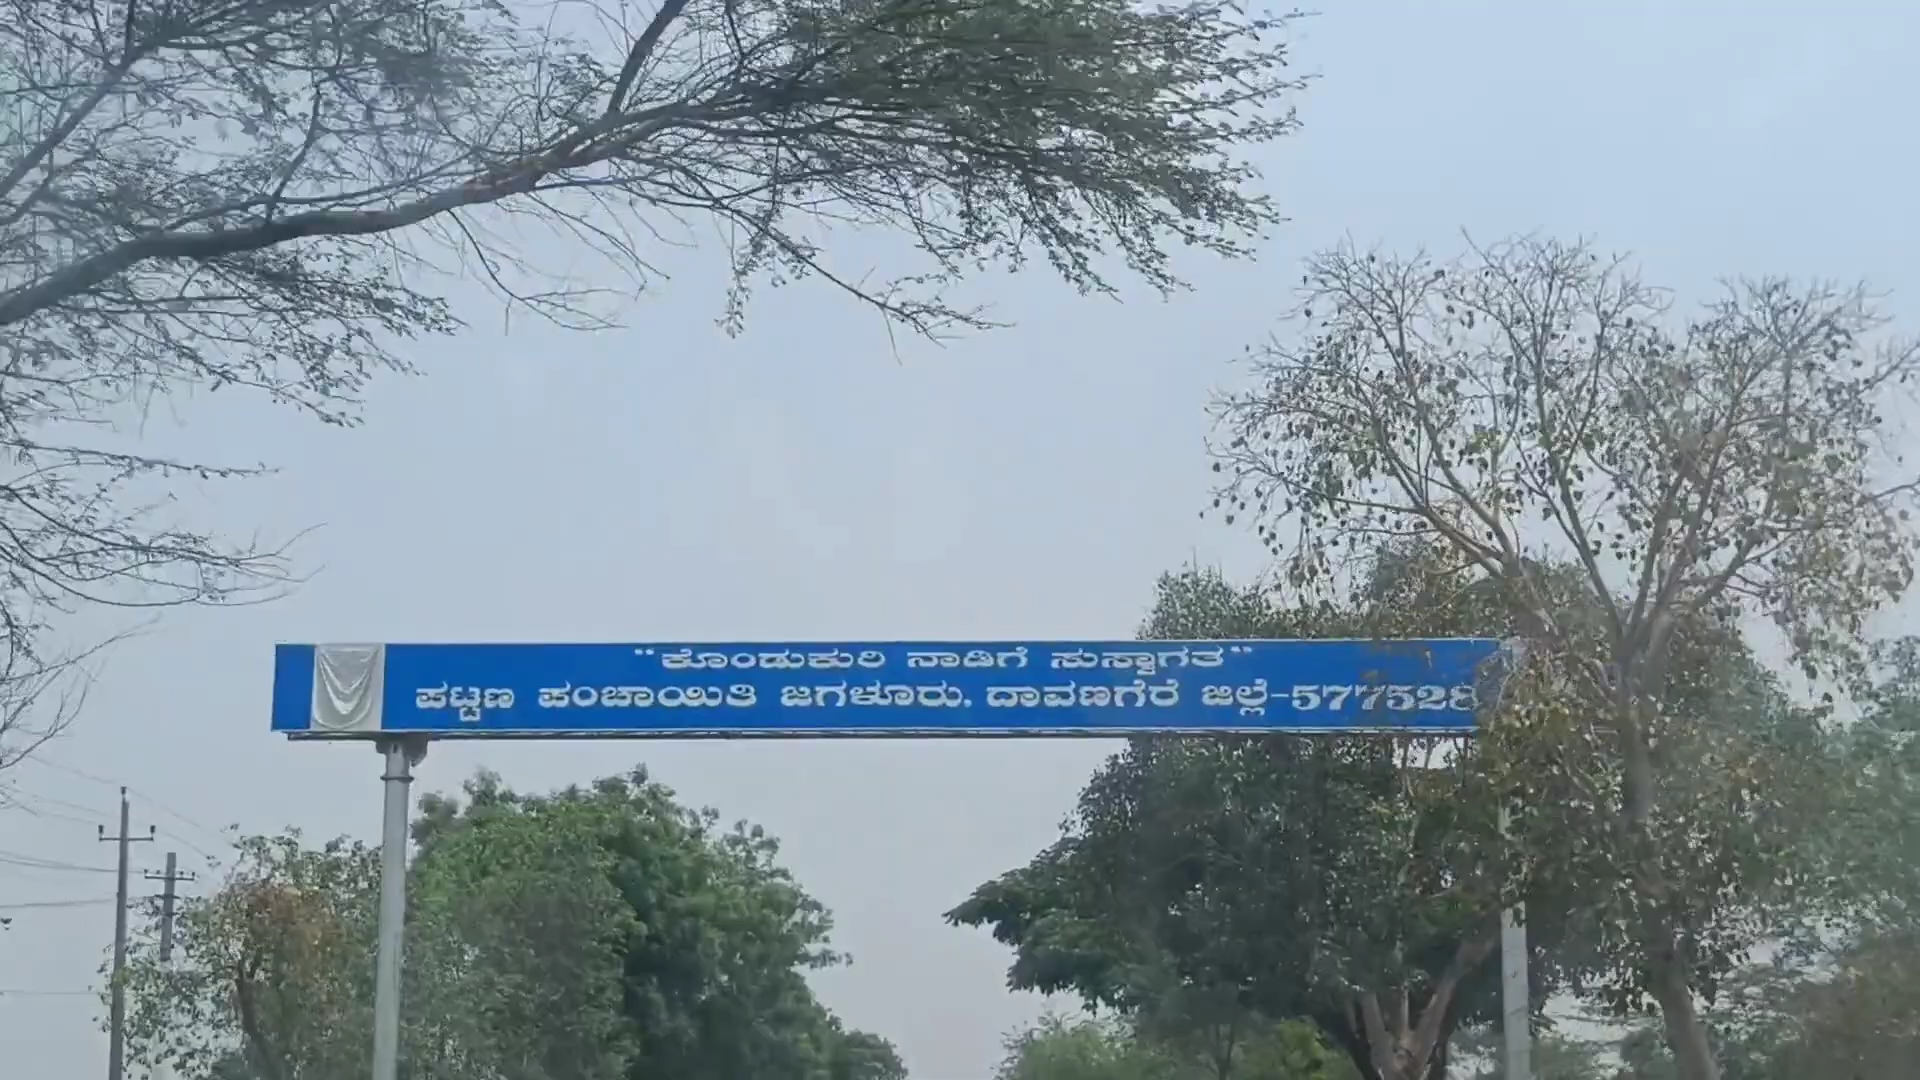 "ಕೊಂಡುಕುರಿ ನಾಡಿಗೆ ಸುಸ್ವಾಗತ"
ಪಟ್ಟಣ ಪಂಚಾಯಿತಿ ಜಗಳೂರು, ದಾವಣಗೆರೆ ಜಿಲ್ಲೆ-577528